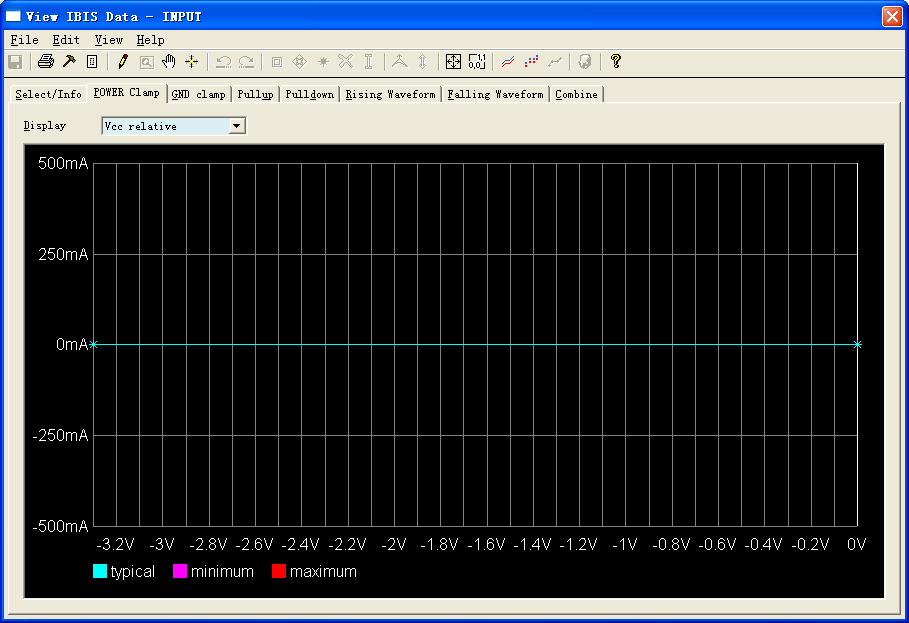 View IBIS Data - INPUT
File Edit View Help
Select/Info POWER Clamp GND clamp Pullup Pulldown Rising Waveform Falling Waveform Combine
Display Vcc relative
500mA
250mA
0mA
-250mA
-500mA
-3.2V -3V -2.8V -2.6V -2.4V -2.2V -2V -1.8V -1.6V -1.4V -1.2V -1V -0.8V -0.6V -0.4V -0.2V 0V
typical minimum maximum